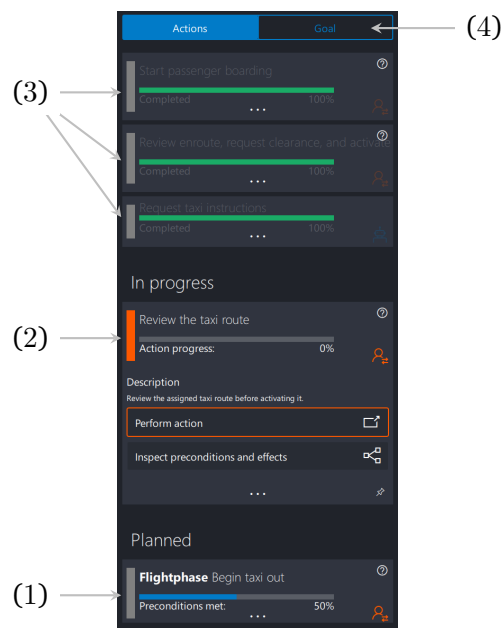 Actions Goal (4)
Start passenger boarding
(3)
Completed 100%
...
Review enroute, request clearance, and activate
Completed 100%
...
Request taxi instructions
Completed 100%
...
In progress
Review the taxi route
(2)
Action progress: 0%
Description
Review the assigned taxi route before activating it.
Perform action
Inspect preconditions and effects
...
Planned
Flightphase Begin taxi out
(1)
Preconditions met: 50%
...